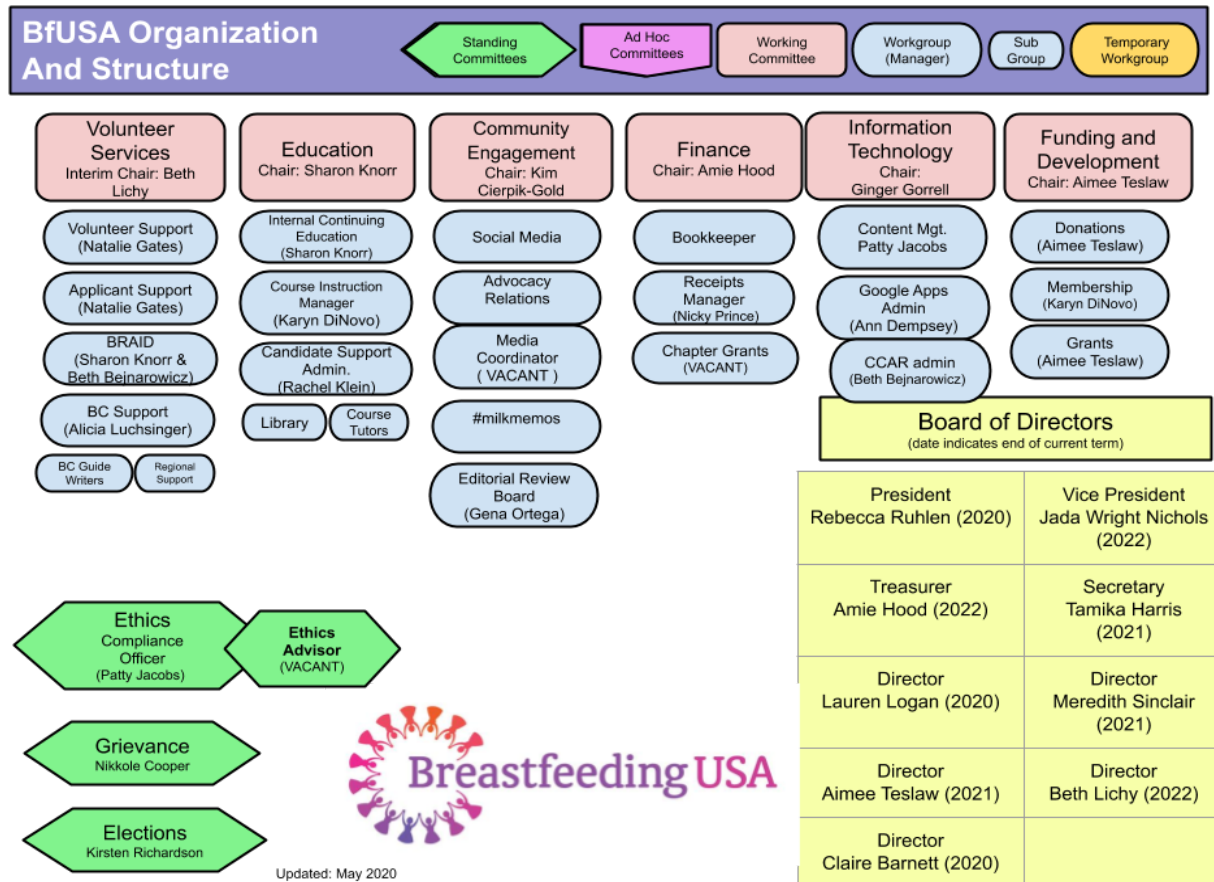 BfUSA Organization
And Structure
Standing
Committees
Ad Hoc
Committees
Working
Committee
Workgroup
(Manager)
Sub
Group
Temporary
Workgroup
Volunteer
Services
Interim Chair: Beth
Lichy
Volunteer Support
(Natalie Gates)
Applicant Support
(Natalie Gates)
BRAID
(Sharon Knorr &
Beth Bejnarowicz)
BC Support
(Alicia Luchsinger)
BC Guide
Writers
Regional
Support
Education
Chair: Sharon Knorr
Internal Continuing
Education
(Sharon Knorr)
Course Instruction
Manager
(Karyn DiNovo)
Candidate Support
Admin.
(Rachel Klein)
Library
Course
Tutors
Community
Engagement
Chair: Kim
Cierpik-Gold
Social Media
Advocacy
Relations
Media
Coordinator
( VACANT )
#milkmemos
Editorial Review
Board
(Gena Ortega)
Finance
Chair: Amie Hood
Bookkeeper
Receipts
Manager
(Nicky Prince)
Chapter Grants
(VACANT)
Information
Technology
Chair:
Ginger Gorrell
Content Mgt.
Patty Jacobs
Google Apps
Admin
(Ann Dempsey)
CCAR admin
(Beth Bejnarowicz)
Funding and
Development
Chair: Aimee Teslaw
Donations
(Aimee Teslaw)
Membership
(Karyn DiNovo)
Grants
(Aimee Teslaw)
Board of Directors
(date indicates end of current term)
President
Rebecca Ruhlen (2020)
Vice President
Jada Wright Nichols
(2022)
Treasurer
Amie Hood (2022)
Secretary
Tamika Harris
(2021)
Director
Lauren Logan (2020)
Director
Meredith Sinclair
(2021)
Director
Aimee Teslaw (2021)
Director
Beth Lichy (2022)
Director
Claire Barnett (2020)
Ethics
Compliance
Officer
(Patty Jacobs)
Ethics
Advisor
(VACANT)
Grievance
Nikkole Cooper
Elections
Kirsten Richardson
Breastfeeding USA
Updated: May 2020